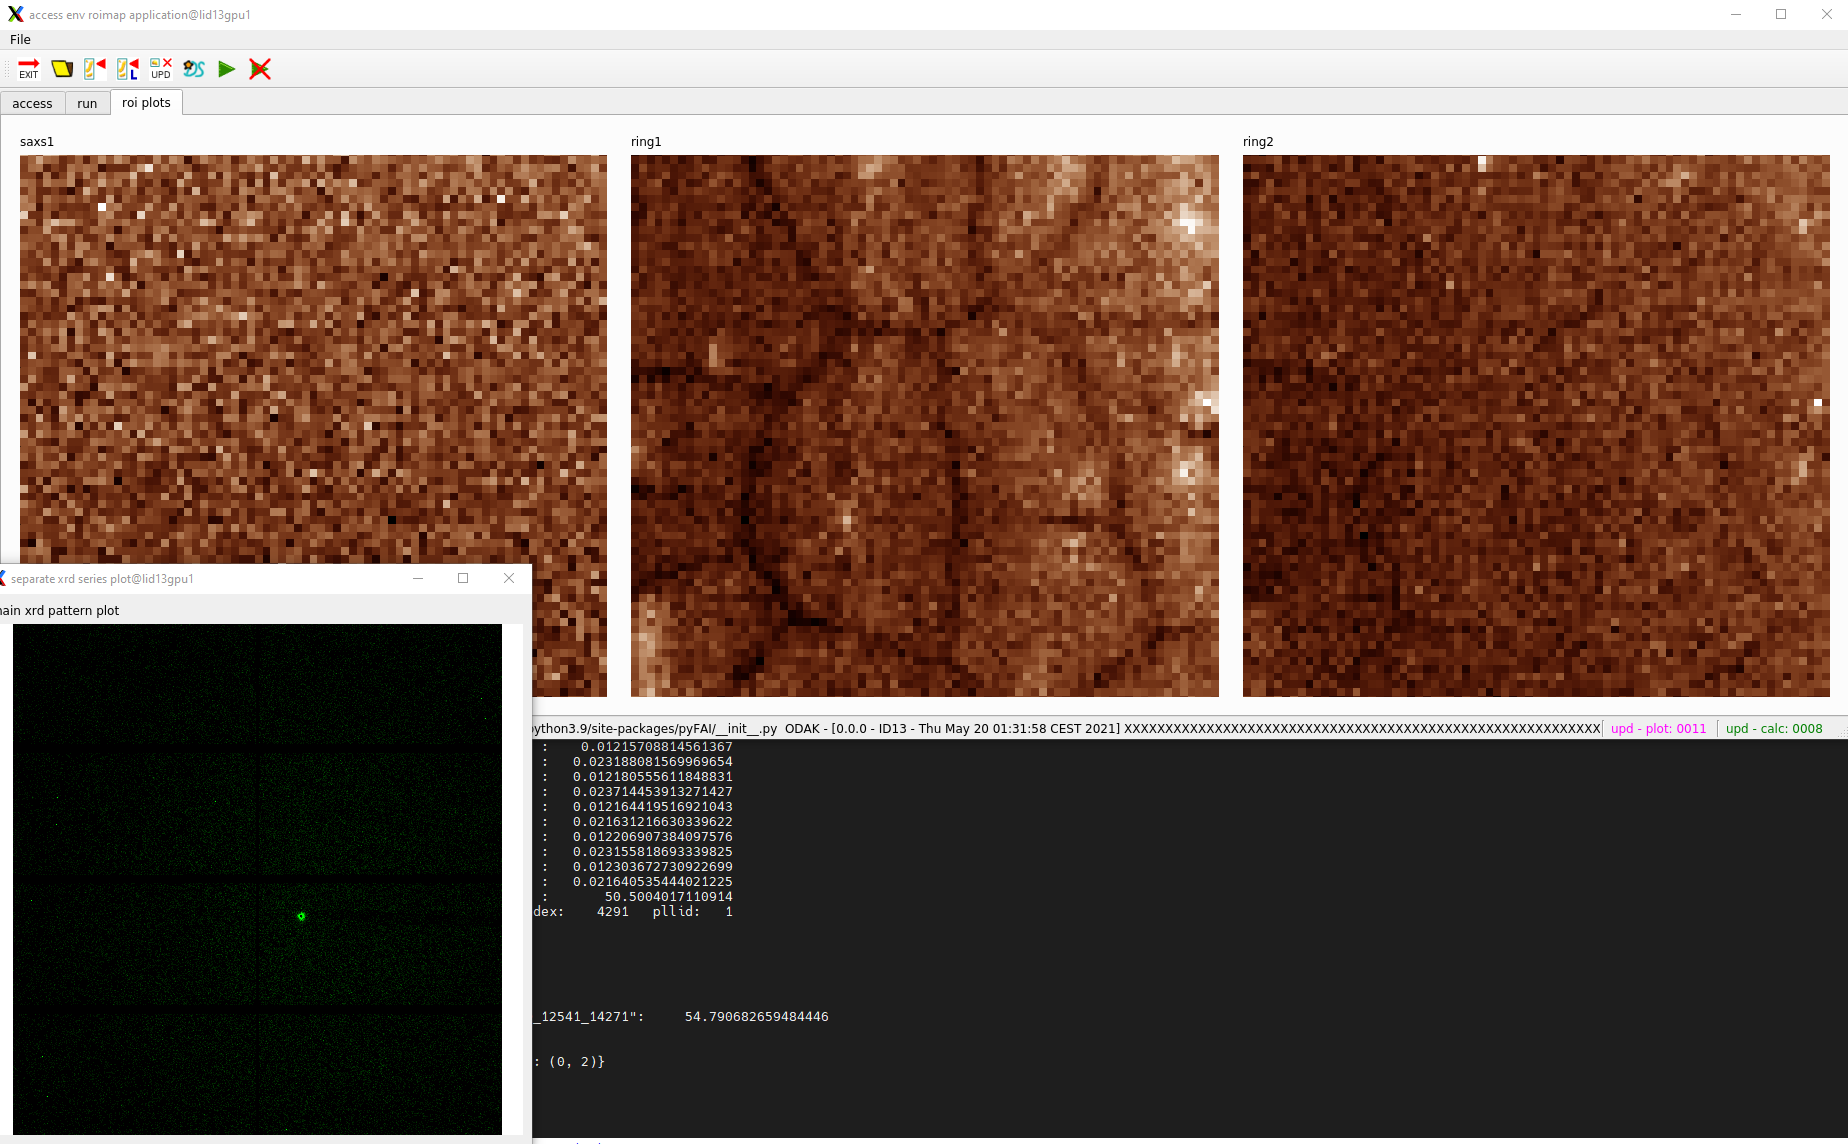 access env roimap application@lid13gpu1
File
EXIT
L
UPD
access run roi plots
saxs1 ring1 ring2
separate xrd series plot@lid13gpu1
ain xrd pattern plot
python3.9/site-packages/pyFAI/__init__.py ODAK - [0.0.0 - ID13 - Thu May 20 01:31:58 CEST 2021] XXXXXXXXXXXXXXXXXXXXXXXXXXXXXXXXXXXXXXXXXXXXXXXXXXXXXXXXXX upd - plot: 0011 upd - calc: 0008
: 0.01215708814561367
: 0.023188081569969654
: 0.012180555611848831
: 0.023714453913271427
: 0.012164419516921043
: 0.021631216630339622
: 0.012206907384097576
: 0.023155818693339825
: 0.012303672730922699
: 0.021640535444021225
: 50.5004017110914
dex: 4291 pllid: 1
_12541_14271": 54.790682659484446
: (0, 2)}